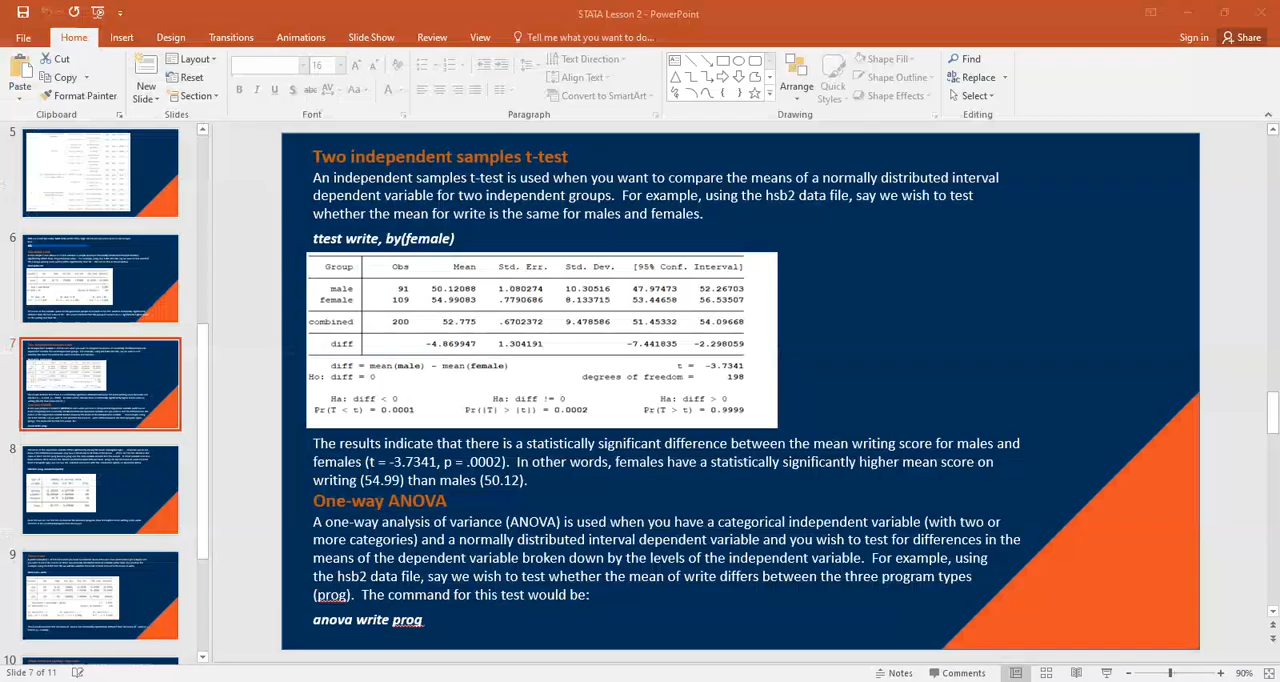 STATA Lesson 2 - PowerPoint
File Home Insert Design Transitions Animations Slide Show Review View Tell me what you want to do... Sign in Share
Paste
Cut
Copy
Format Painter
Clipboard
New Slide
Layout
Reset
Section
Slides
16
Font
Paragraph
Text Direction
Align Text
Convert to SmartArt
Arrange
Quick Styles
Shape Fill
Shape Outline
Shape Effects
Drawing
Find
Replace
Select
Editing
5
6
7
8
9
10
Two independent samples t-test
An independent samples t-test is used when you want to compare the means of a normally distributed interval
dependent variable for two independent groups. For example, using the hsb2 data file, say we wish to test
whether the mean for write is the same for males and females.
ttest write, by(female)
Group Obs Mean Std. Err. Std. Dev. [95% Conf. Interval]
male 91 50.12088 1.080274 10.30516 47.97473 52.26703
female 109 54.99083 .7790686 8.133715 53.44658 56.53507
combined 200 52.775 .6702372 9.478586 51.45332 54.09668
diff -4.869947 1.304191 -7.441835 -2.298059
diff = mean(male) - mean(female) t = -3.7341
Ho: diff = 0 degrees of freedom = 198
Ha: diff < 0 Ha: diff != 0 Ha: diff > 0
Pr(T < t) = 0.0001 Pr(|T| > |t|) = 0.0002 Pr(T > t) = 0.9999
The results indicate that there is a statistically significant difference between the mean writing score for males and
females (t = -3.7341, p = .0002). In other words, females have a statistically significantly higher mean score on
writing (54.99) than males (50.12).
One-way ANOVA
A one-way analysis of variance (ANOVA) is used when you have a categorical independent variable (with two or
more categories) and a normally distributed interval dependent variable and you wish to test for differences in the
means of the dependent variable broken down by the levels of the independent variable. For example, using
the hsb2 data file, say we wish to test whether the mean of write differs between the three program types
(prog). The command for this test would be:
anova write prog
Slide 7 of 11 Notes Comments 90%